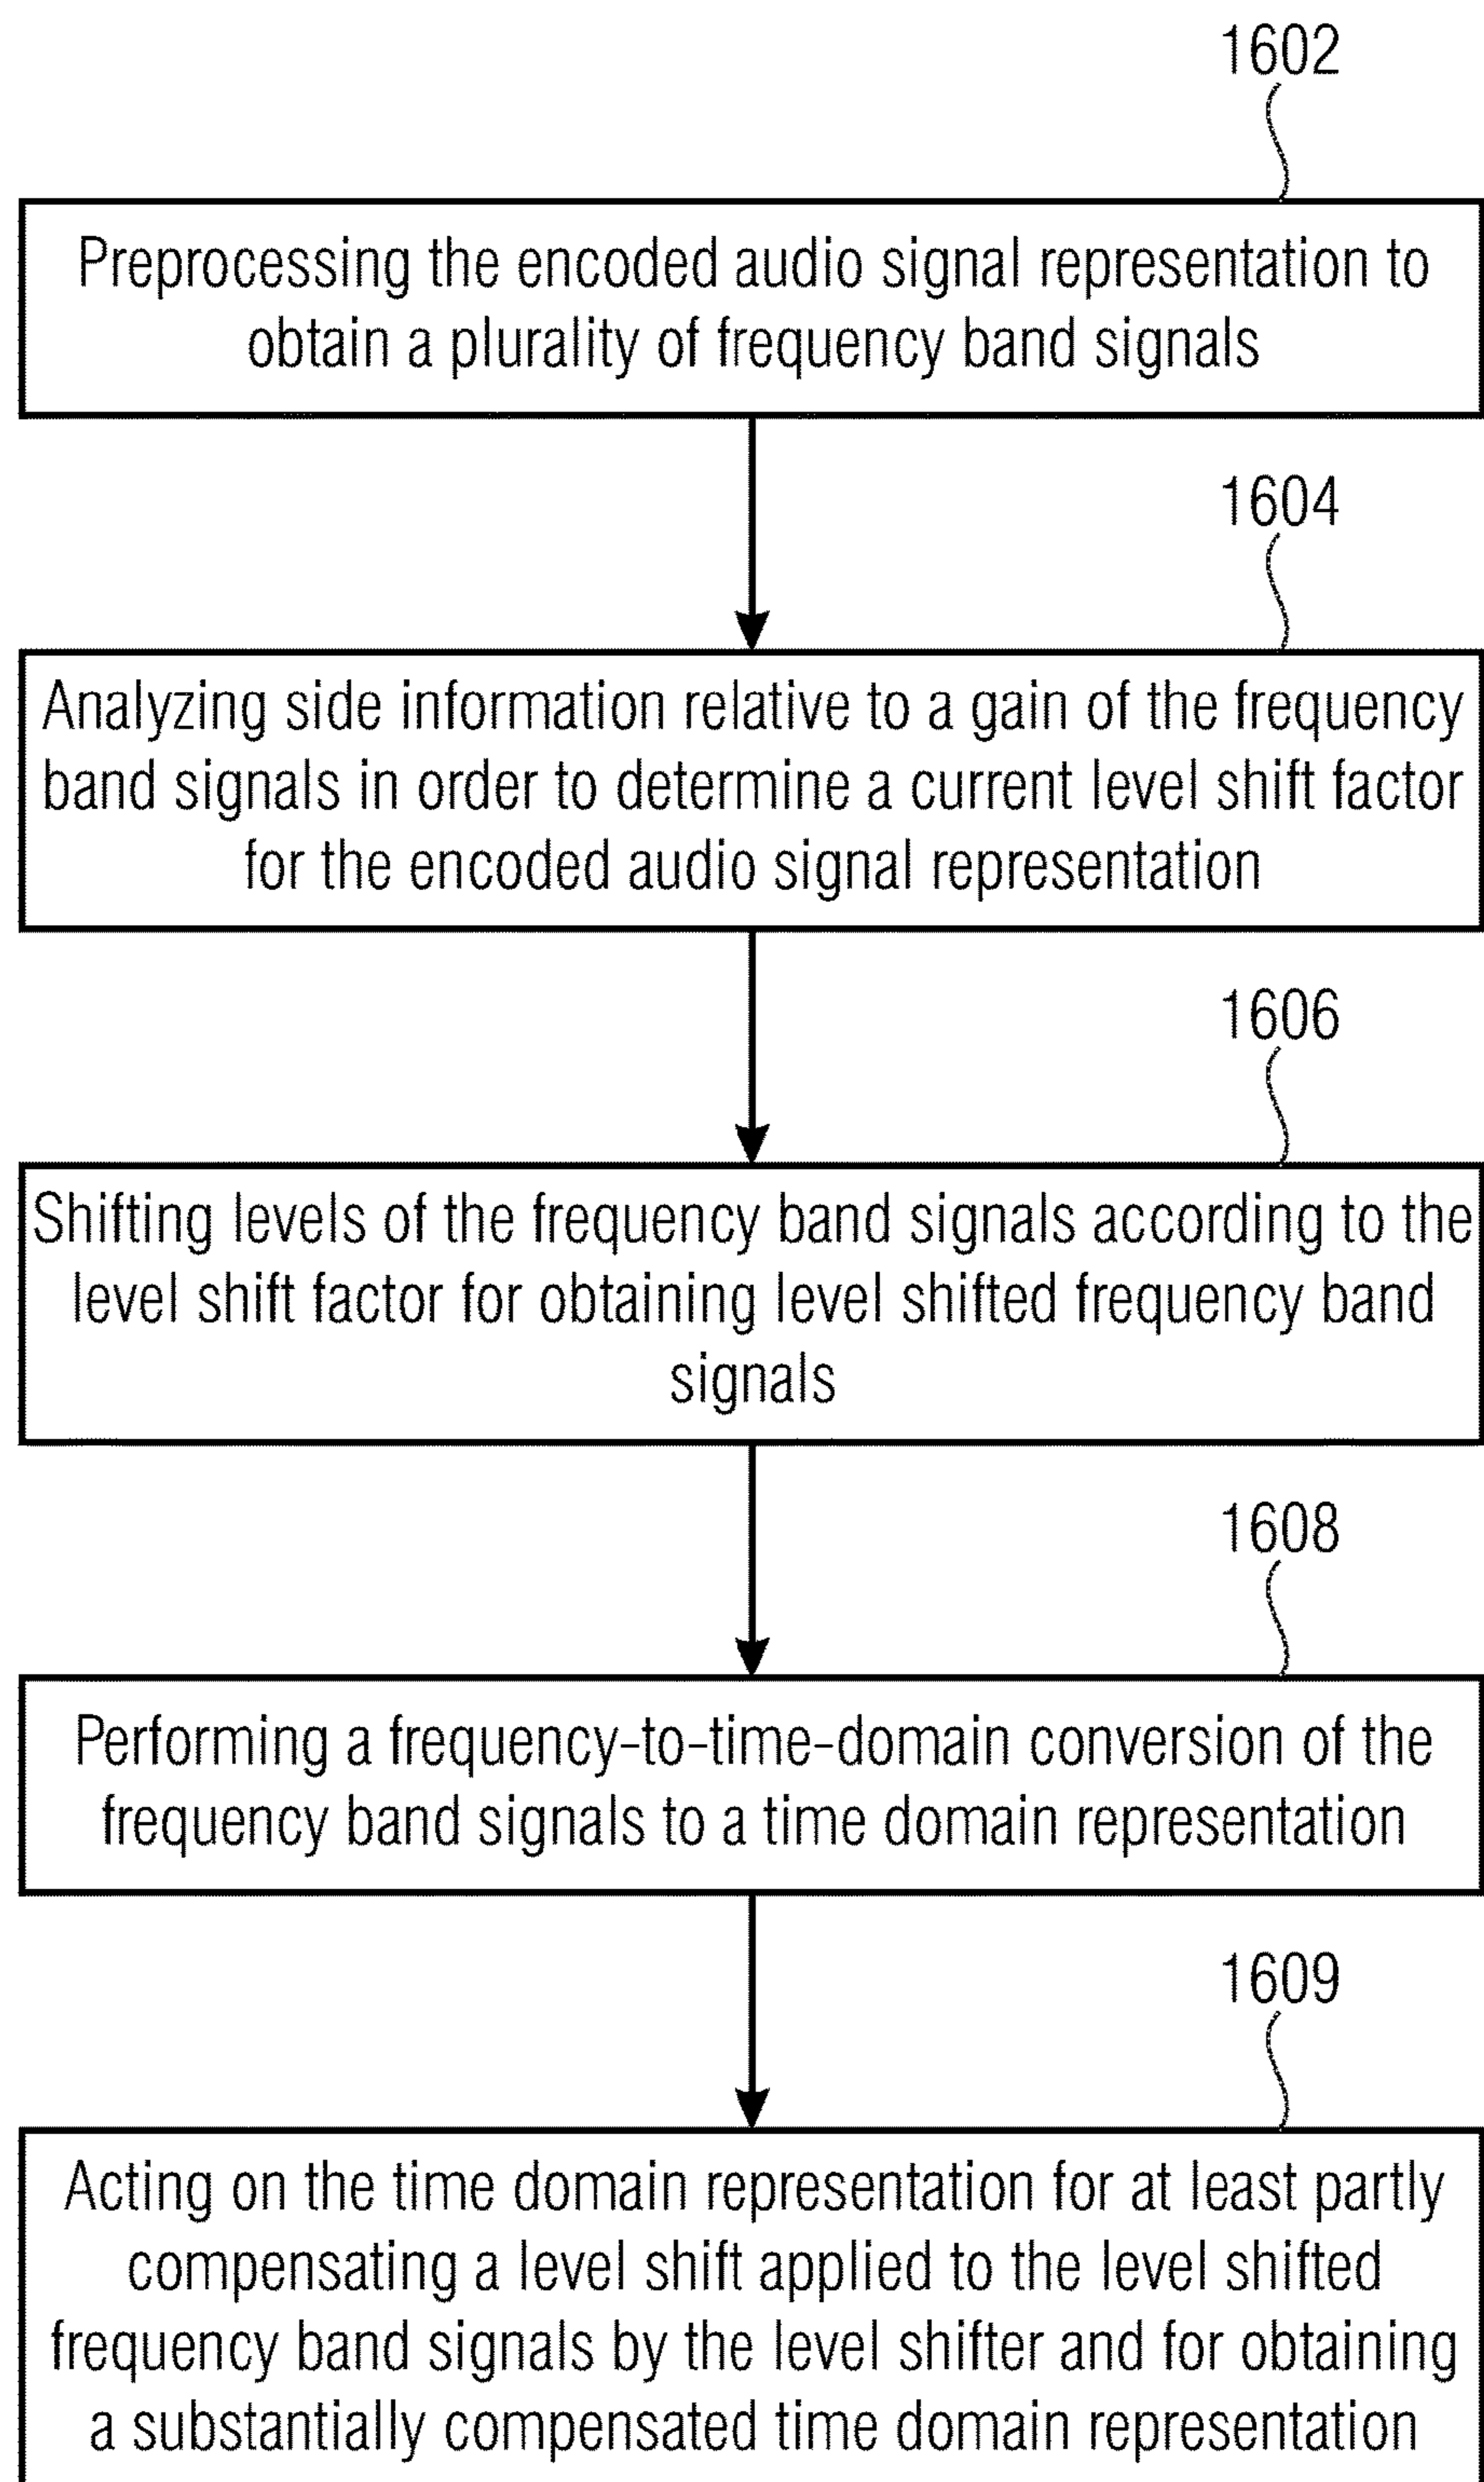 1602
Preprocessing the encoded audio signal representation to
obtain a plurality of frequency band signals
1604
Analyzing side information relative to a gain of the frequency
band signals in order to determine a current level shift factor
for the encoded audio signal representation
1606
Shifting levels of the frequency band signals according to the
level shift factor for obtaining level shifted frequency band
signals
1608
Performing a frequency-to-time-domain conversion of the
frequency band signals to a time domain representation
1609
Acting on the time domain representation for at least partly
compensating a level shift applied to the level shifted
frequency band signals by the level shifter and for obtaining
a substantially compensated time domain representation